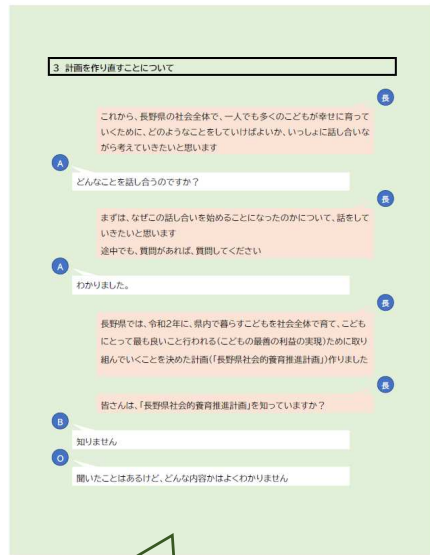 3 計画を作り直すことについて
長
これから、長野県の社会全体で、一人でも多くのこどもが幸せに育って
いくために、どのようなことをしていけばよいか、いっしょに話し合いな
がら考えていきたいと思います
A
どんなことを話し合うのですか？
長
まずは、なぜこの話し合いを始めることになったのかについて、話をして
いきたいと思います
途中でも、質問があれば、質問してください
A
わかりました。
長
長野県では、令和2年に、県内で暮らすこどもを社会全体で育て、こども
にとって最も良いこと行われる(こどもの最善の利益の実現)ために取り
組んでいくことを決めた計画(「長野県社会的養育推進計画」)作りました
長
皆さんは、「長野県社会的養育推進計画」を知っていますか？
B
知りません
O
聞いたことはあるけど、どんな内容かはよくわかりません